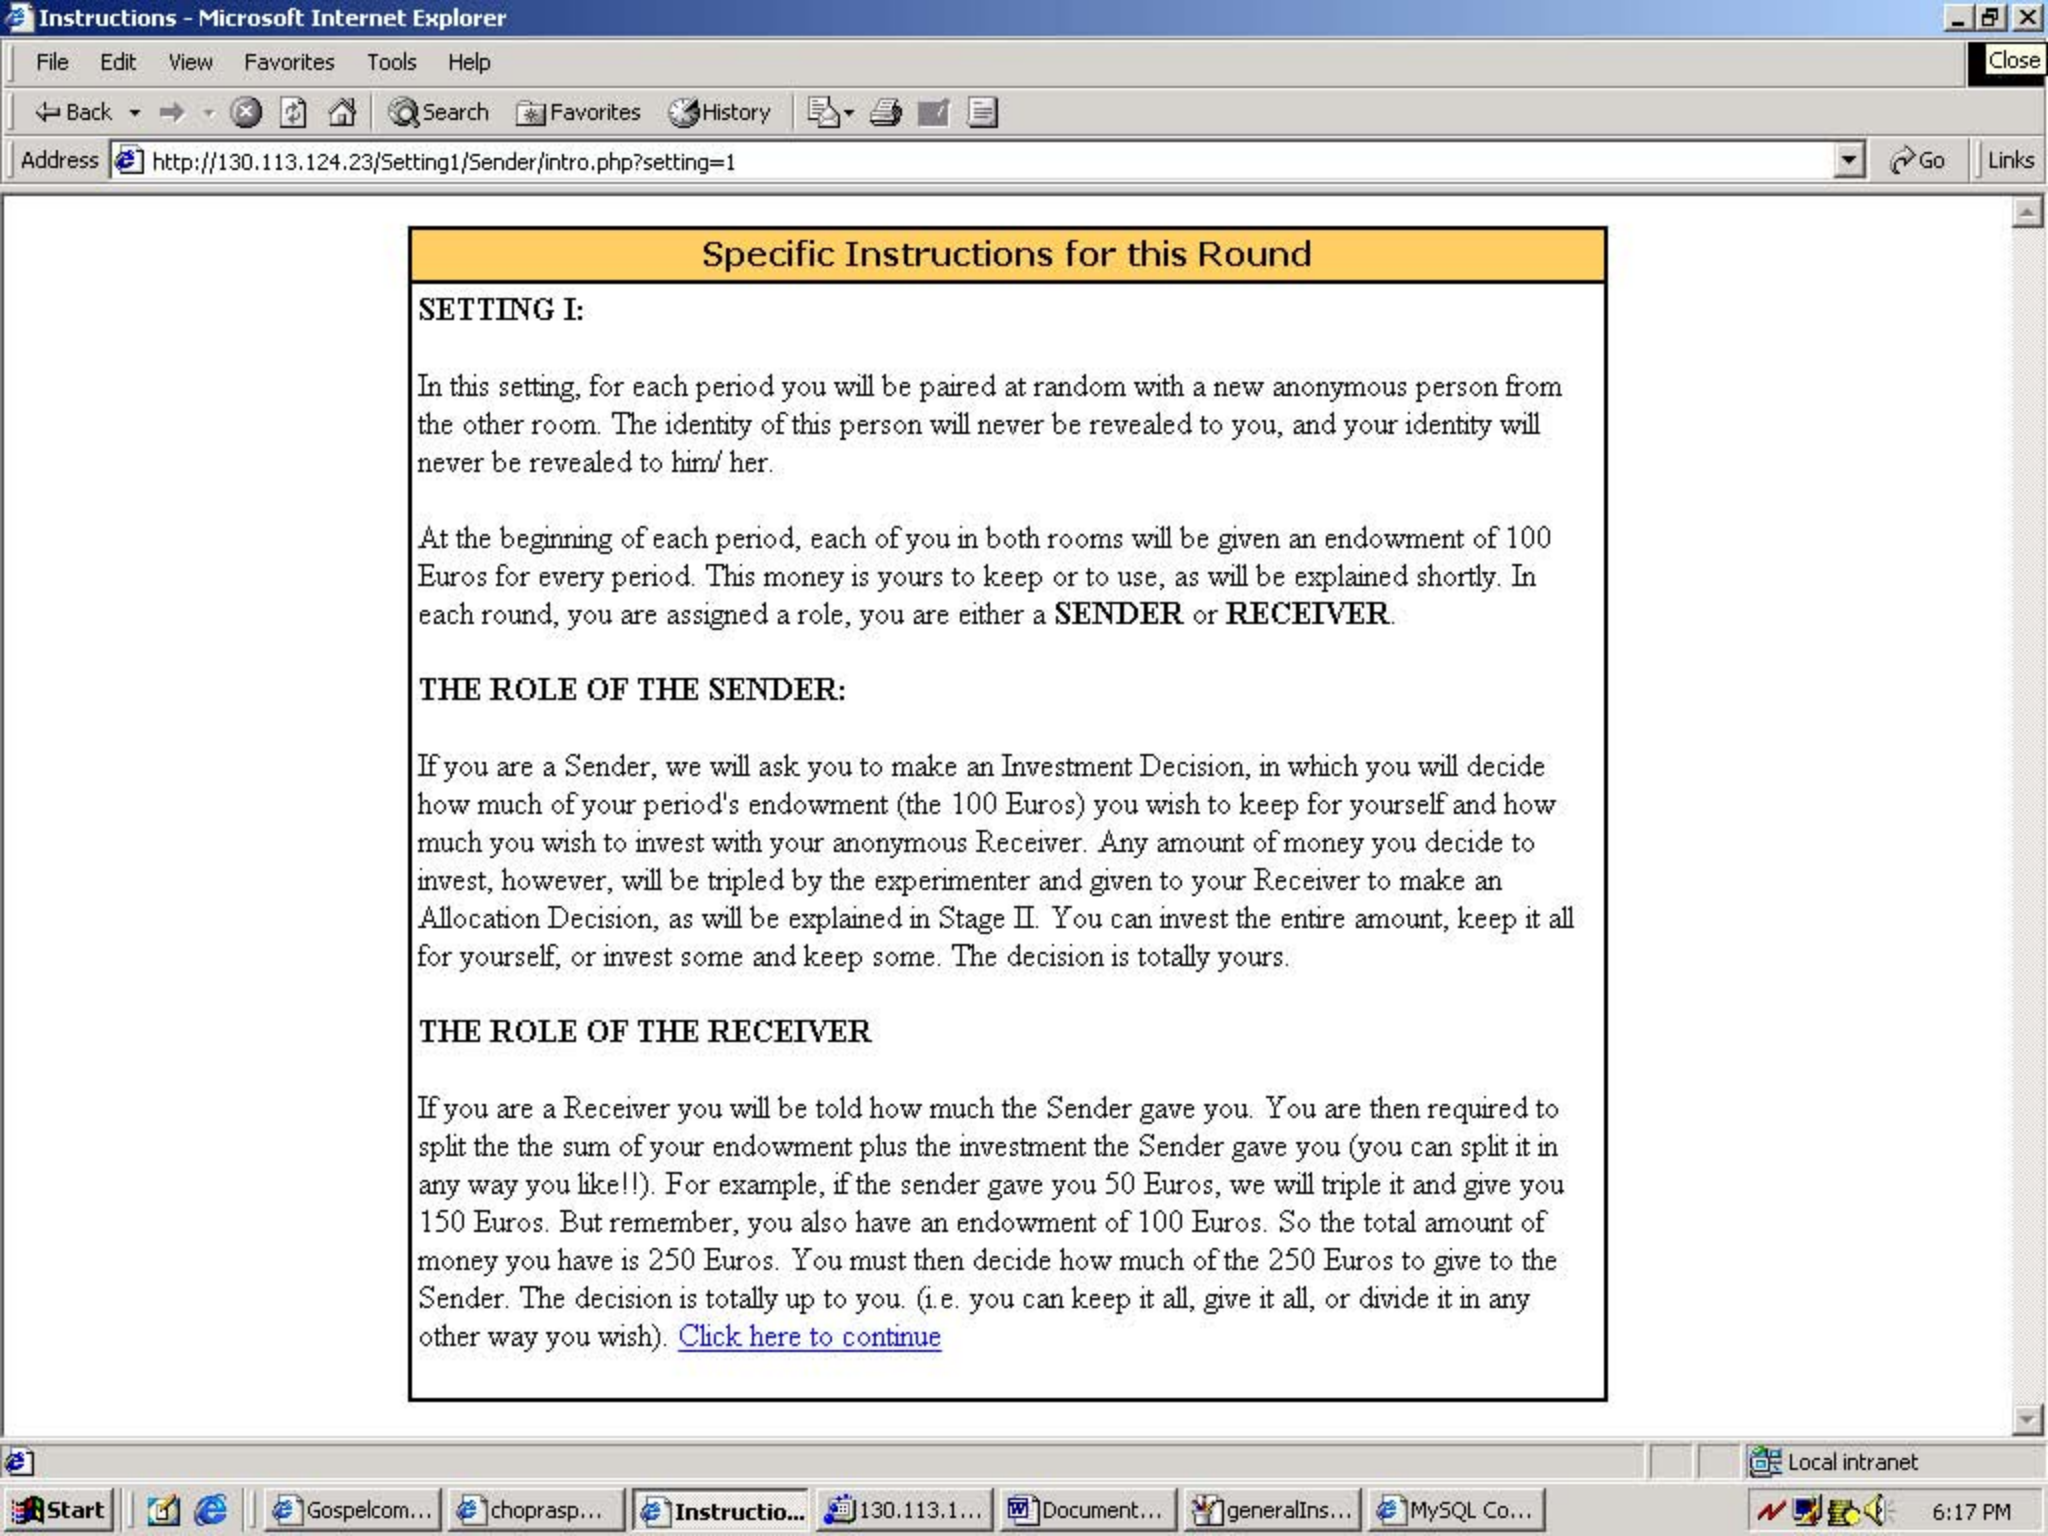 Instructions - Microsoft Internet Explorer
File Edit View Favorites Tools Help
Close
Back Search Favorites History
Address http://130.113.124.23/Setting1/Sender/intro.php?setting=1 Go Links
Specific Instructions for this Round
SETTING I:
In this setting, for each period you will be paired at random with a new anonymous person from
the other room. The identity of this person will never be revealed to you, and your identity will
never be revealed to him/ her.
At the beginning of each period, each of you in both rooms will be given an endowment of 100
Euros for every period. This money is yours to keep or to use, as will be explained shortly. In
each round, you are assigned a role, you are either a SENDER or RECEIVER.
THE ROLE OF THE SENDER:
If you are a Sender, we will ask you to make an Investment Decision, in which you will decide
how much of your period's endowment (the 100 Euros) you wish to keep for yourself and how
much you wish to invest with your anonymous Receiver. Any amount of money you decide to
invest, however, will be tripled by the experimenter and given to your Receiver to make an
Allocation Decision, as will be explained in Stage II. You can invest the entire amount, keep it all
for yourself, or invest some and keep some. The decision is totally yours.
THE ROLE OF THE RECEIVER
If you are a Receiver you will be told how much the Sender gave you. You are then required to
split the the sum of your endowment plus the investment the Sender gave you (you can split it in
any way you like!!). For example, if the sender gave you 50 Euros, we will triple it and give you
150 Euros. But remember, you also have an endowment of 100 Euros. So the total amount of
money you have is 250 Euros. You must then decide how much of the 250 Euros to give to the
Sender. The decision is totally up to you. (i.e. you can keep it all, give it all, or divide it in any
other way you wish). Click here to continue
Local intranet
Start Gospelcom... choprasp... Instructio... 130.113.1... Document... generalIns... MySQL Co... 6:17 PM